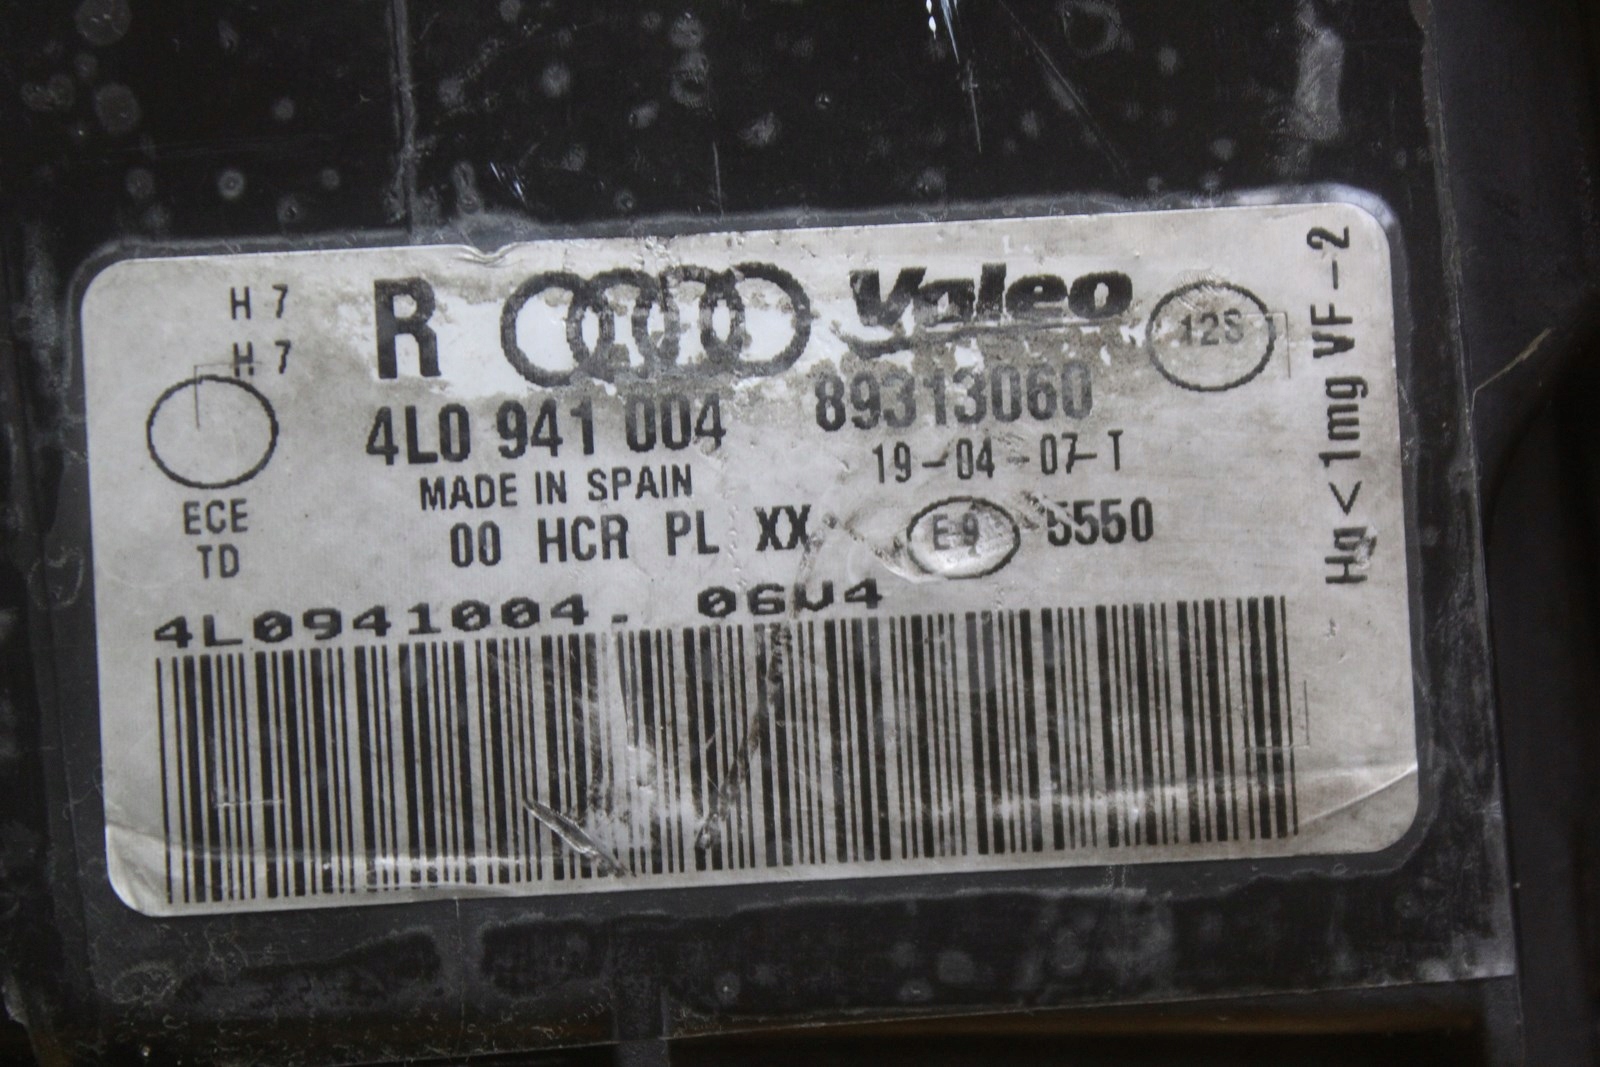 H 7
H 7
R Valeo 12S
4L0 941 004 89313060
MADE IN SPAIN 19-04-07-T
00 HCR PL XX E9 5550
ECE
TD
4L0941004. 06V4
Hg<1mg VF-2